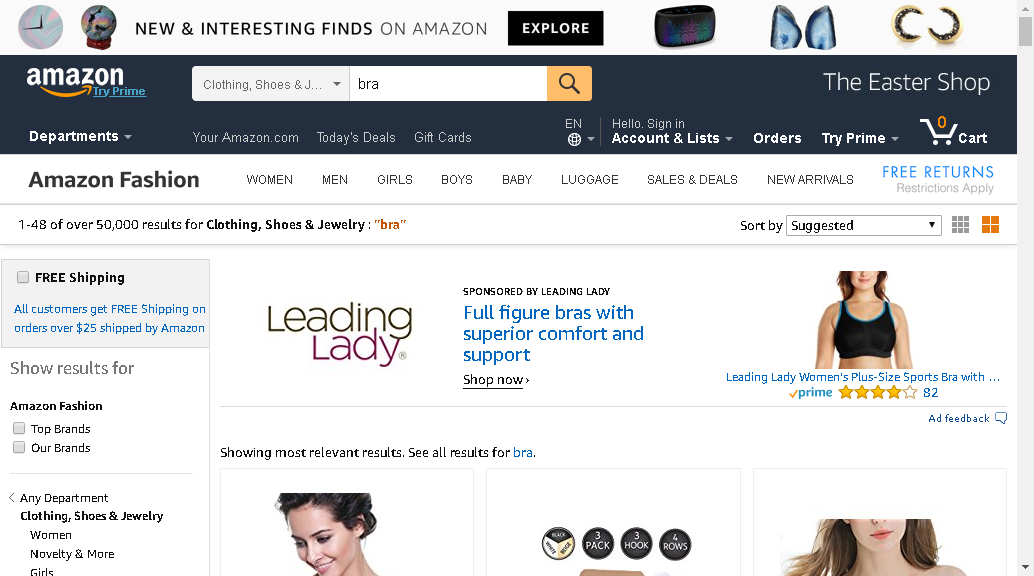 NEW & INTERESTING FINDS ON AMAZON EXPLORE
amazon
Try Prime
Clothing, Shoes & J... bra
The Easter Shop
Departments
Your Amazon.com Today's Deals Gift Cards
EN
Hello. Sign in
Account & Lists
Orders
Try Prime
0
Cart
Amazon Fashion
WOMEN MEN GIRLS BOYS BABY LUGGAGE SALES & DEALS NEW ARRIVALS
FREE RETURNS
Restrictions Apply
1-48 of over 50,000 results for Clothing, Shoes & Jewelry : "bra"
Sort by Suggested
FREE Shipping
All customers get FREE Shipping on
orders over $25 shipped by Amazon
Show results for
Amazon Fashion
Top Brands
Our Brands
Any Department
Clothing, Shoes & Jewelry
Women
Novelty & More
Girls
Leading
Lady®
SPONSORED BY LEADING LADY
Full figure bras with
superior comfort and
support
Shop now ›
Leading Lady Women's Plus-Size Sports Bra with ...
prime 82
Ad feedback
Showing most relevant results. See all results for bra.
BLACK
WHITE
BEIGE
3
PACK
3
HOOK
4
ROWS